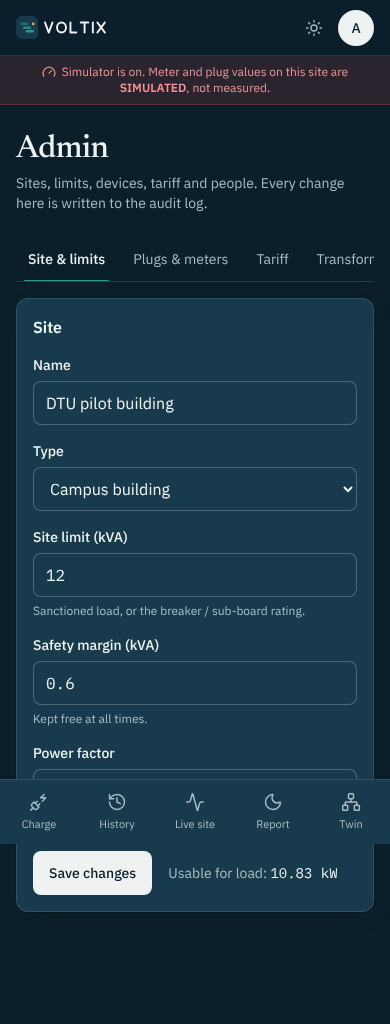 VOLTIX
A
Simulator is on. Meter and plug values on this site are
SIMULATED, not measured.
Admin
Sites, limits, devices, tariff and people. Every change
here is written to the audit log.
Site & limits
Plugs & meters
Tariff
Transforr
Site
Name
DTU pilot building
Type
Campus building
Site limit (kVA)
12
Sanctioned load, or the breaker / sub-board rating.
Safety margin (kVA)
0.6
Kept free at all times.
Power factor
Charge
History
Live site
Report
Twin
Save changes
Usable for load: 10.83 kW